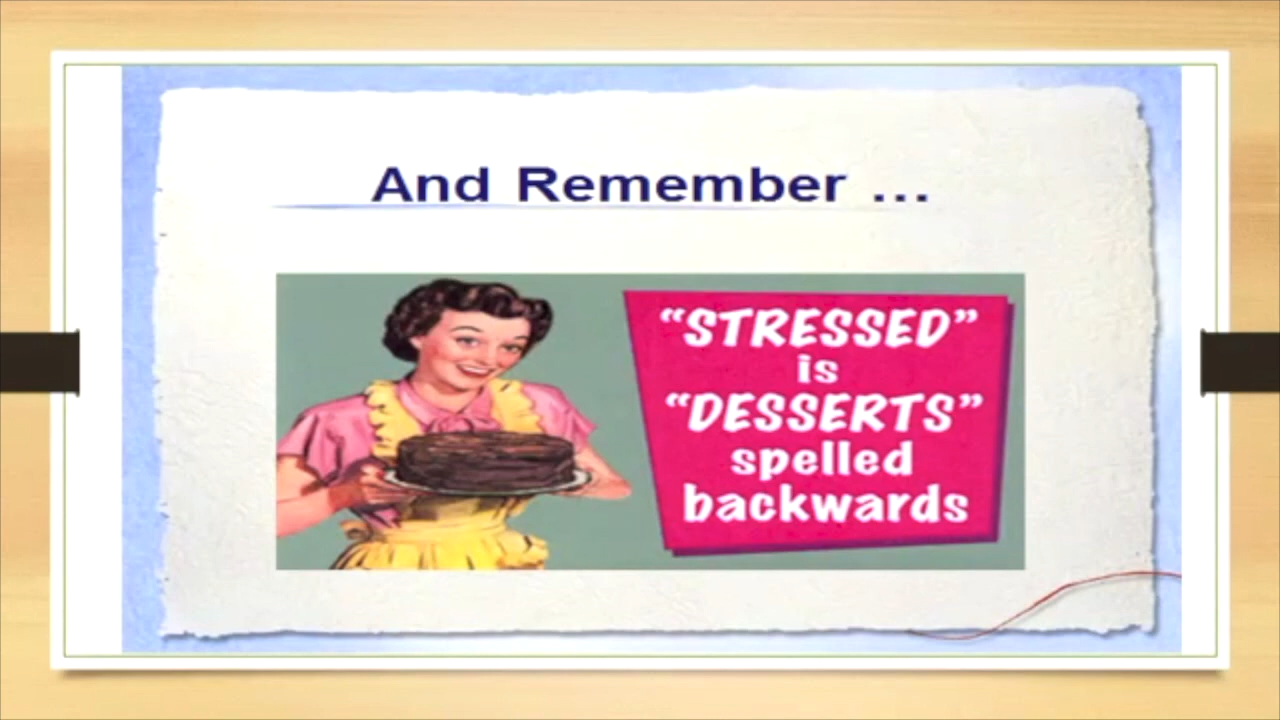 And Remember ...
“STRESSED”
is
“DESSERTS”
spelled
backwards